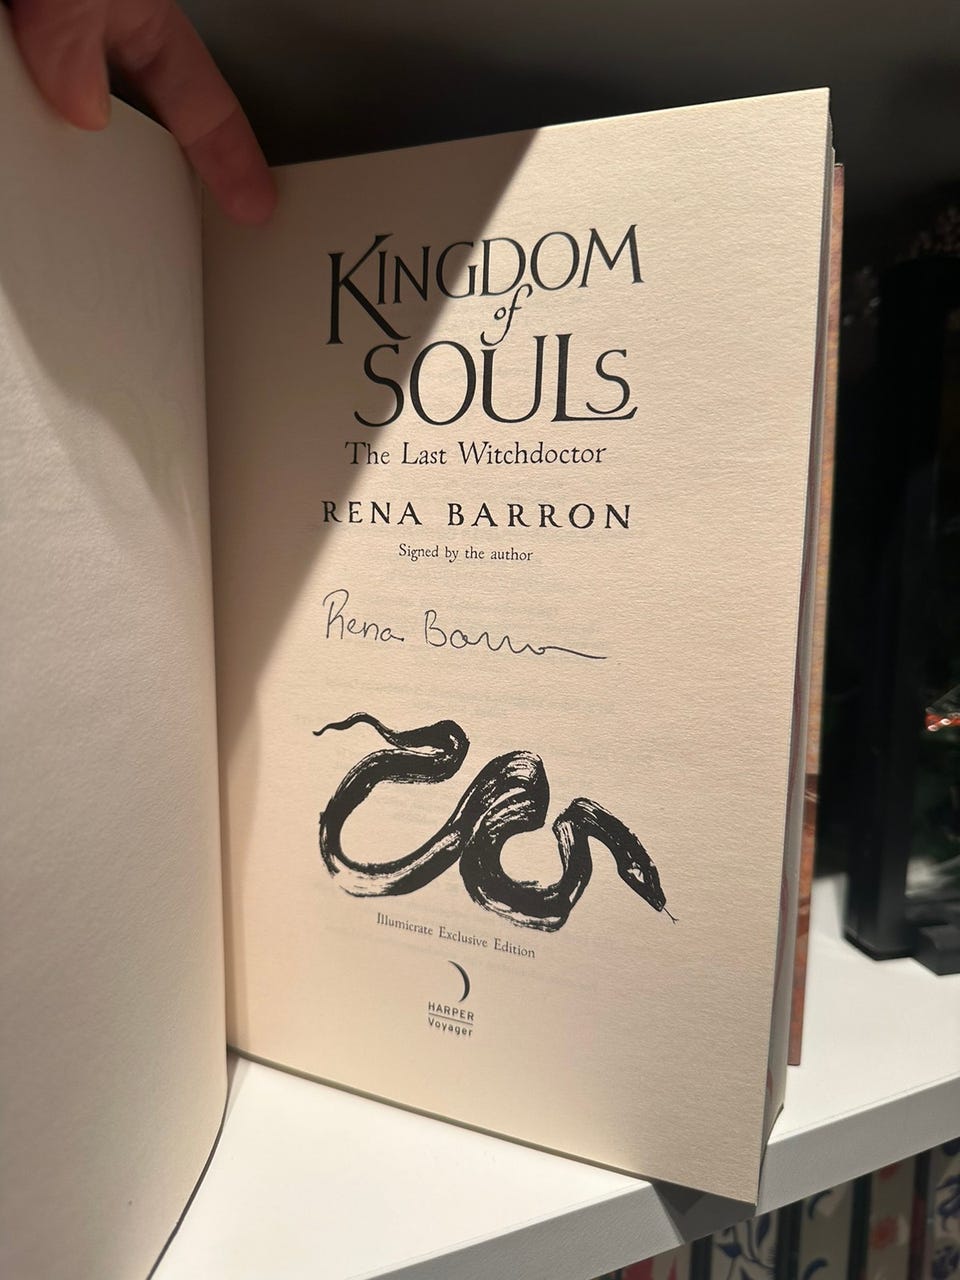 KINGDOM
of
SOULS
The Last Witchdoctor
RENA BARRON
Signed by the author
Rena Barron
Illumicrate Exclusive Edition
HARPER
Voyager